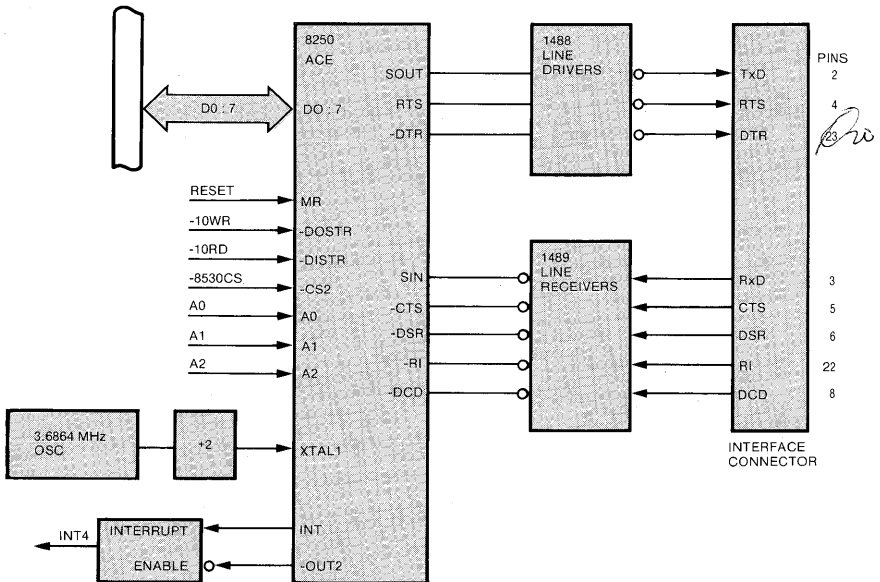 8250
ACE
1488
LINE
DRIVERS
PINS
SOUT
TxD
2
D0 : 7
DO : 7
RTS
RTS
4
-DTR
DTR
23
20
RESET
MR
-10WR
-DOSTR
-10RD
-DISTR
1489
LINE
RECEIVERS
-8530CS
-CS2
SIN
RxD
3
A0
A0
-CTS
CTS
5
A1
A1
-DSR
DSR
6
A2
A2
-RI
RI
22
-DCD
DCD
8
3.6864 MHz
OSC
+2
XTAL1
INTERFACE
CONNECTOR
INT4
INTERRUPT
INT
ENABLE
-OUT2